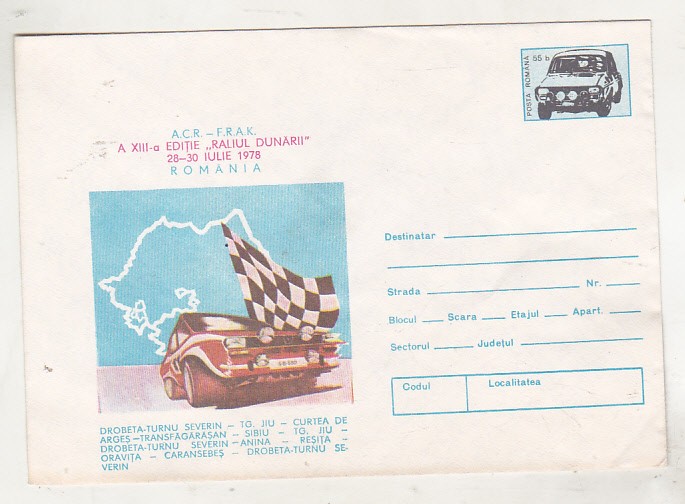 55 b
POSTA ROMÂNĂ
A.C.R. – F.R.A.K.
A XIII-a EDIȚIE „RALIUL DUNĂRII"
28–30 IULIE 1978
ROMÂNIA
DROBETA-TURNU SEVERIN – TG. JIU – CURTEA DE
ARGEȘ–TRANSFĂGĂRĂȘAN – SIBIU – TG. JIU –
DROBETA-TURNU SEVERIN–ANINA – REȘIȚA –
ORAVIȚA – CARANSEBEȘ – DROBETA-TURNU SE-
VERIN
Destinatar
Strada Nr.
Blocul Scara Etajul Apart.
Sectorul Județul
Codul Localitatea